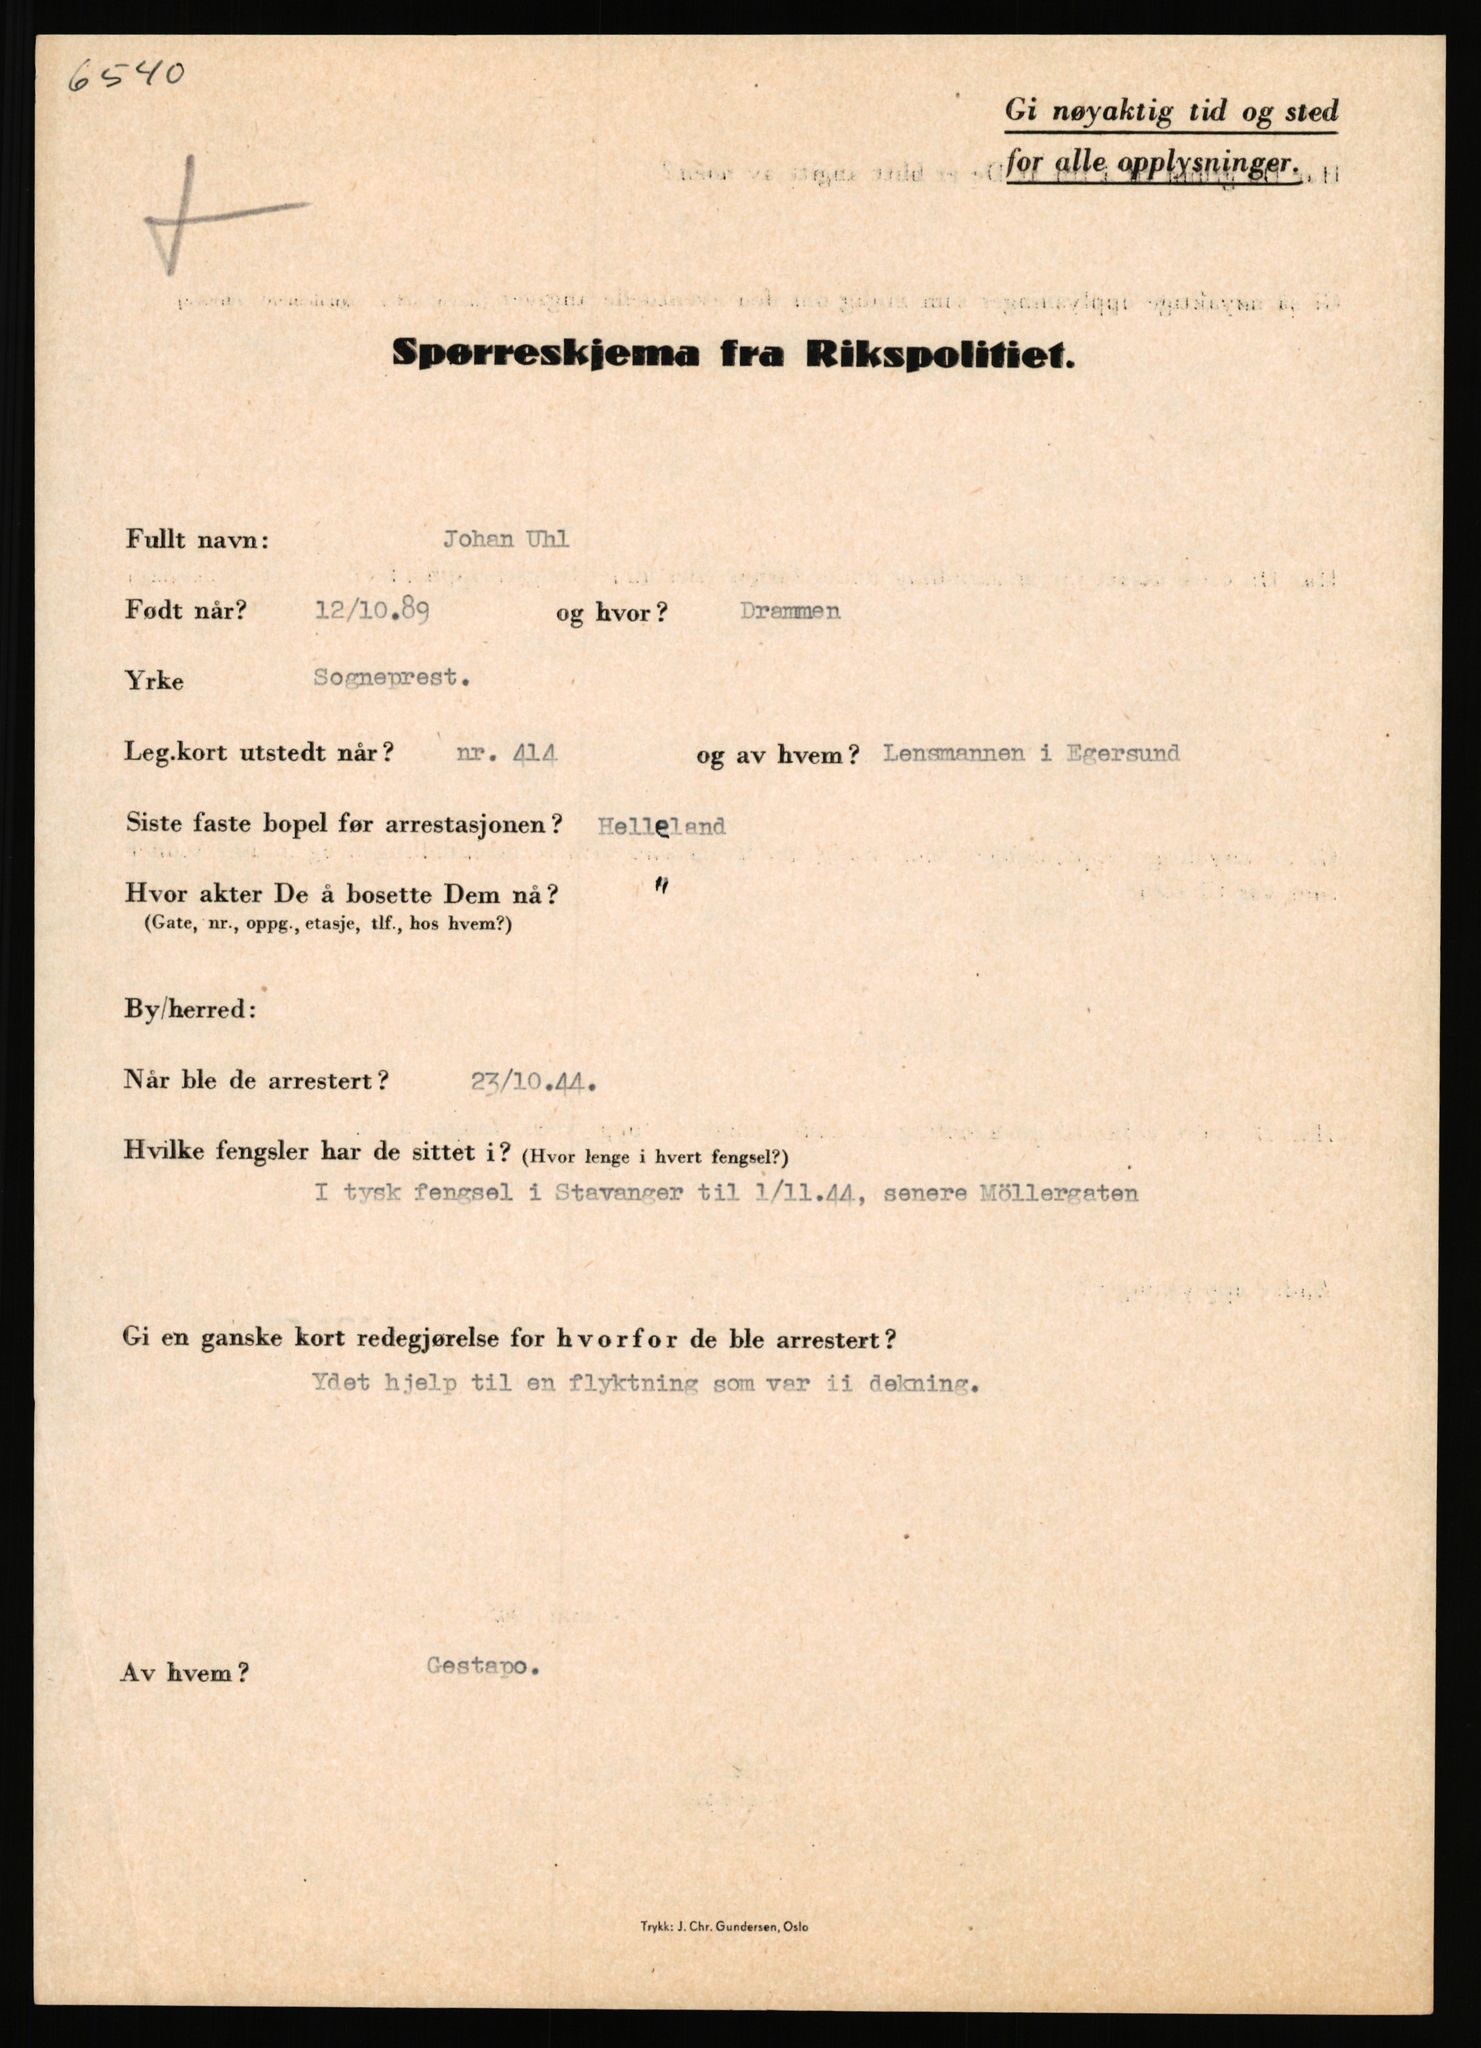 6540
Gi nøyaktig tid og sted
for alle opplysninger.
Spørreskjema fra Rikspolitiet.
Fullt navn: Johan Uhl
Født når? 12/10.89 og hvor? Drammen
Yrke Sogneprest.
Leg.kort utstedt når? nr. 414 og av hvem? Lensmannen i Egersund
Siste faste bopel før arrestasjonen? Helleland
Hvor akter De å bosette Dem nå? "
(Gate, nr., oppg., etasje, tlf., hos hvem?)
By/herred:
Når ble de arrestert? 23/10.44.
Hvilke fengsler har de sittet i? (Hvor lenge i hvert fengsel?)
I tysk fengsel i Stavanger til 1/11.44, senere Möllergaten
Gi en ganske kort redegjørelse for hvorfor de ble arrestert?
Ydet hjelp til en flyktning som var ii dekning.
Av hvem? Gestapo.
Trykk: J. Chr. Gundersen, Oslo